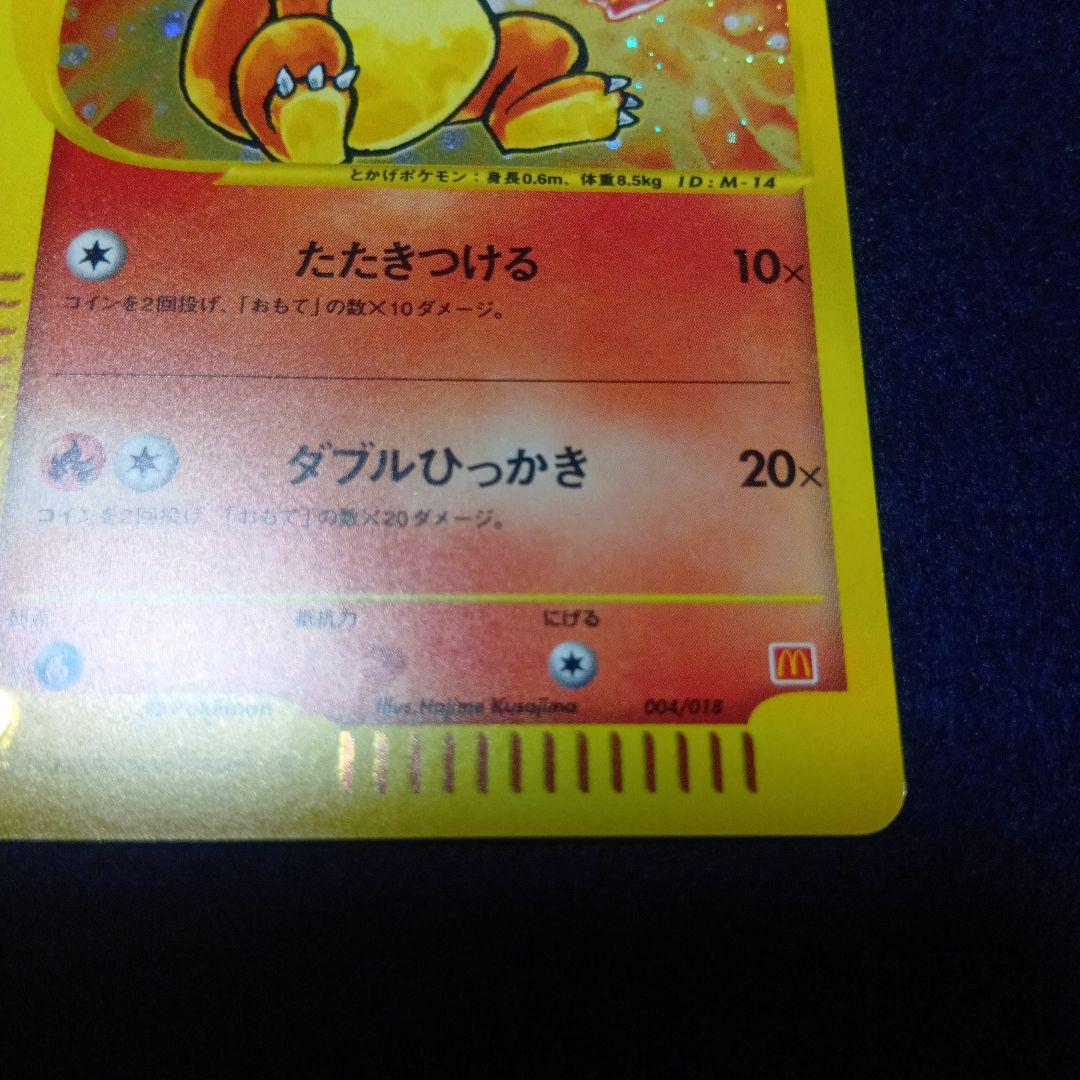 とかげポケモン:身長0.6m、体重8.5kg ID:M-14
たたきつける 10×
コインを2回投げ、「おもて」の数×10ダメージ。
ダブルひっかき 20×
コインを2回投げ、「おもて」の数×20ダメージ。
弱点 抵抗力 にげる
Pokémon Illus. Hajime Kusajima 004/018